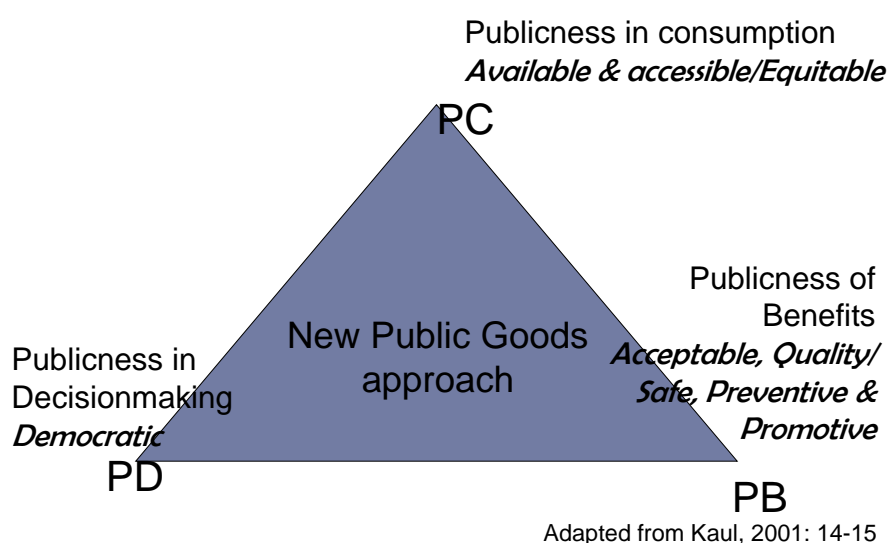 Publicness in consumption
Available & accessible/Equitable
PC
Publicness of
Benefits
Acceptable, Quality/
Safe, Preventive &
Promotive
New Public Goods
approach
Publicness in
Decisionmaking
Democratic
PD
PB
Adapted from Kaul, 2001: 14-15